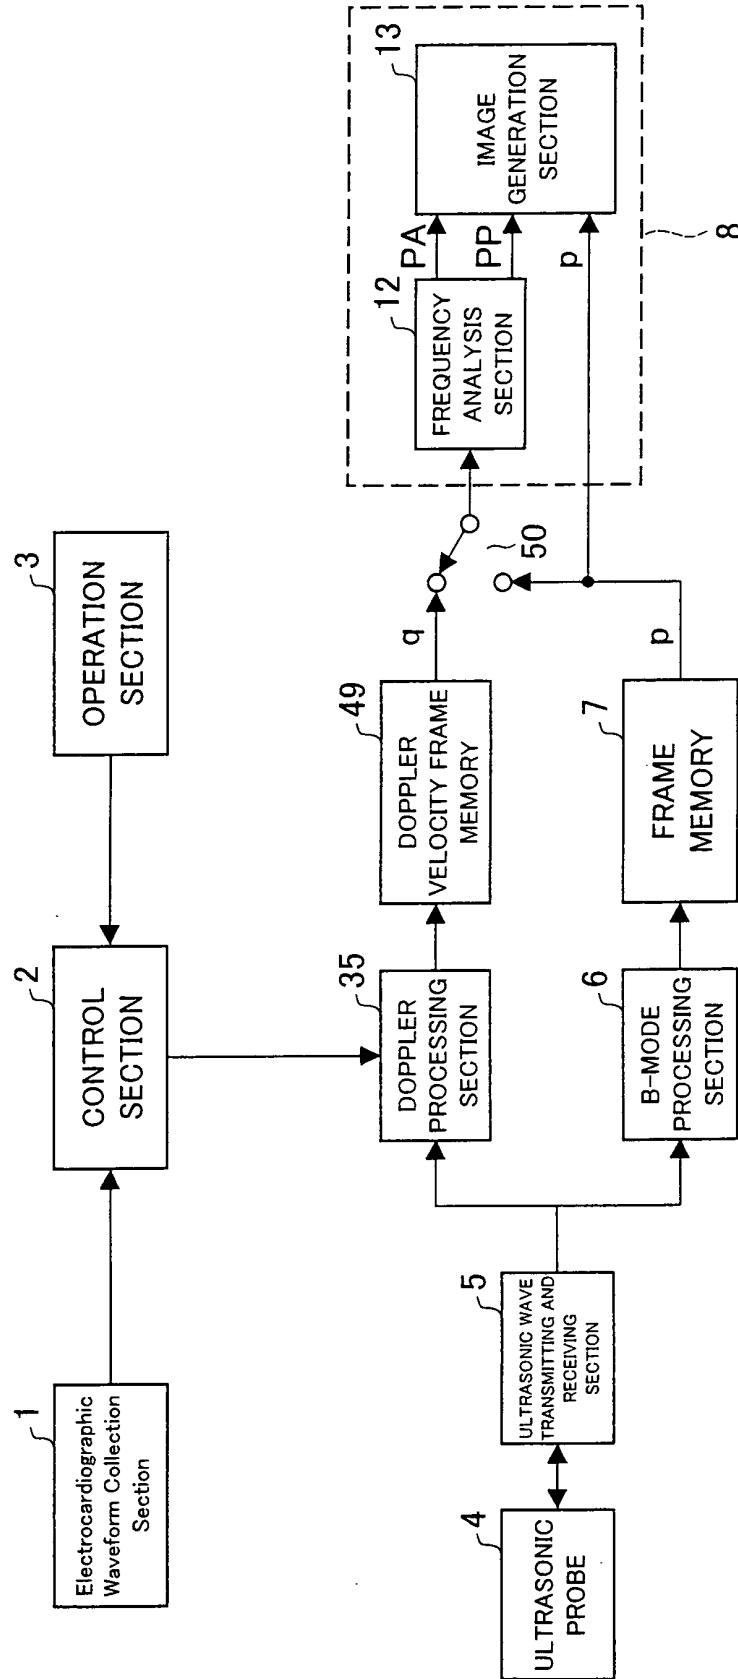 1
Electrocardiographic
Waveform Collection
Section
2
CONTROL
SECTION
3
OPERATION
SECTION
4
ULTRASONIC
PROBE
5
ULTRASONIC WAVE
TRANSMITTING AND
RECEIVING
SECTION
35
DOPPLER
PROCESSING
SECTION
49
DOPPLER
VELOCITY FRAME
MEMORY
q
50
6
B-MODE
PROCESSING
SECTION
7
FRAME
MEMORY
p
12
FREQUENCY
ANALYSIS
SECTION
PA
PP
p
13
IMAGE
GENERATION
SECTION
8